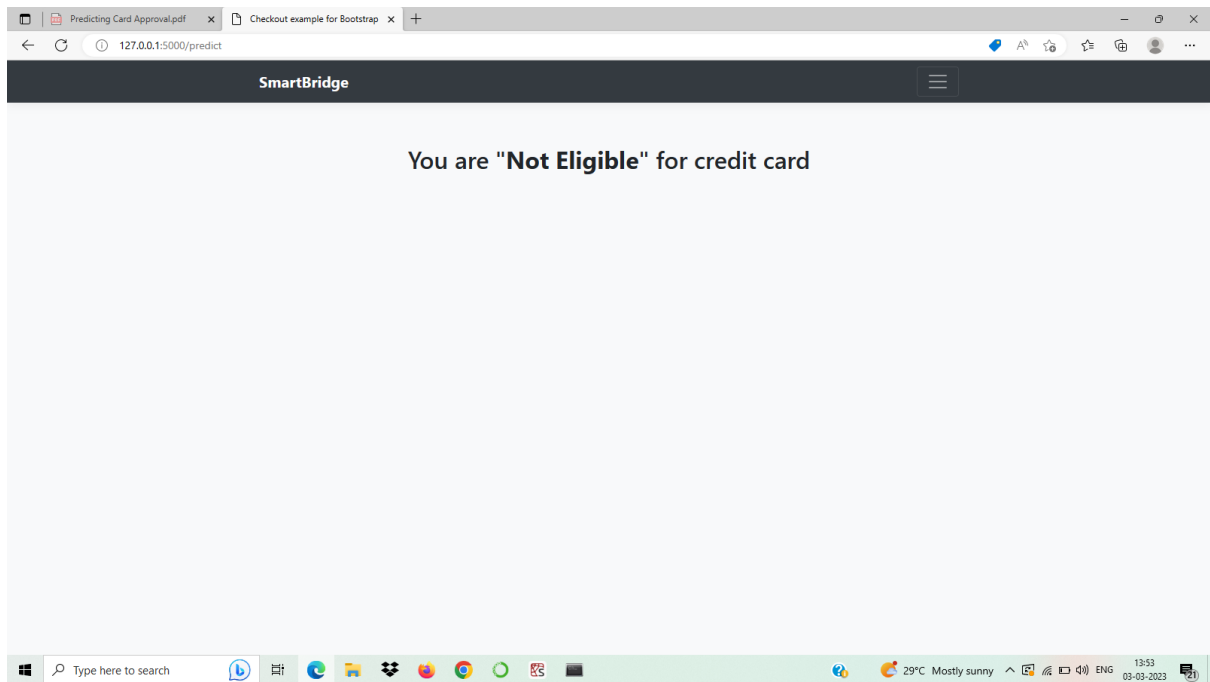 Predicting Card Approval.pdf
Checkout example for Bootstrap
127.0.0.1:5000/predict
SmartBridge
You are "Not Eligible" for credit card
Type here to search
29°C Mostly sunny
ENG
13:53
03-03-2023
21